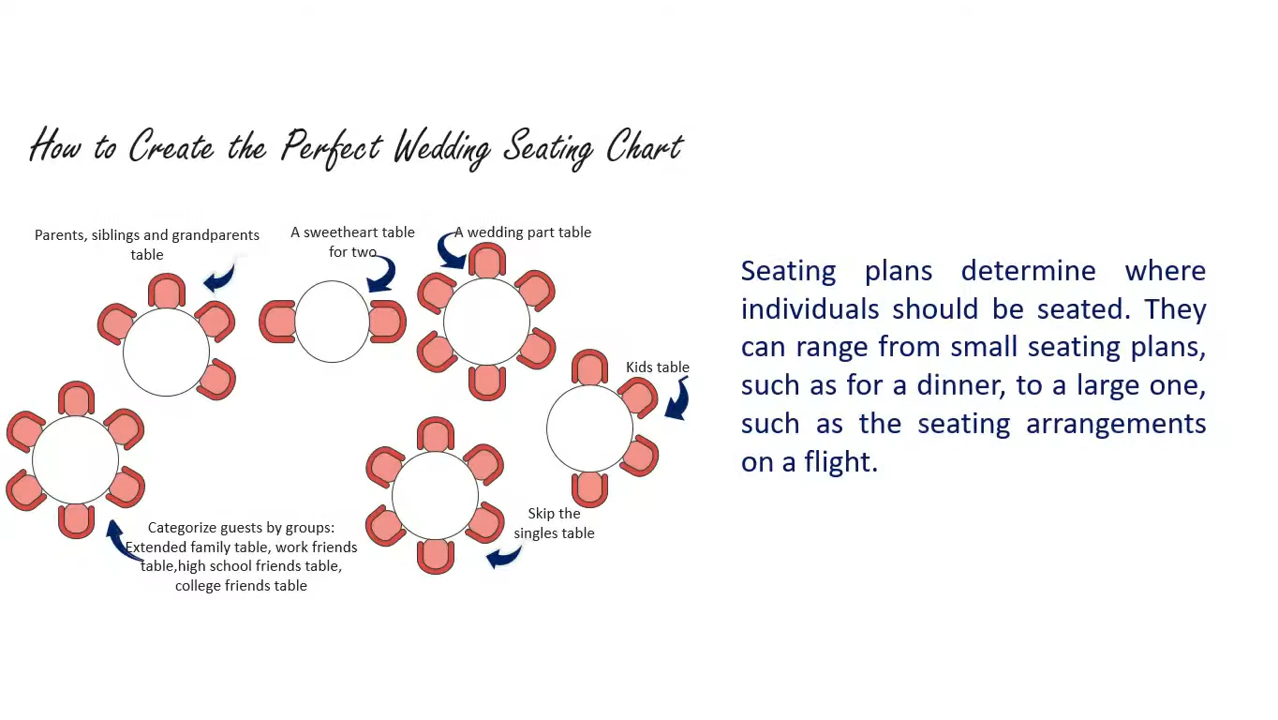 How to Create the Perfect Wedding Seating Chart
Parents, siblings and grandparents
table
A sweetheart table
for two
A wedding part table
Kids table
Skip the
singles table
Categorize guests by groups:
Extended family table, work friends
table,high school friends table,
college friends table
Seating plans determine where
individuals should be seated. They
can range from small seating plans,
such as for a dinner, to a large one,
such as the seating arrangements
on a flight.